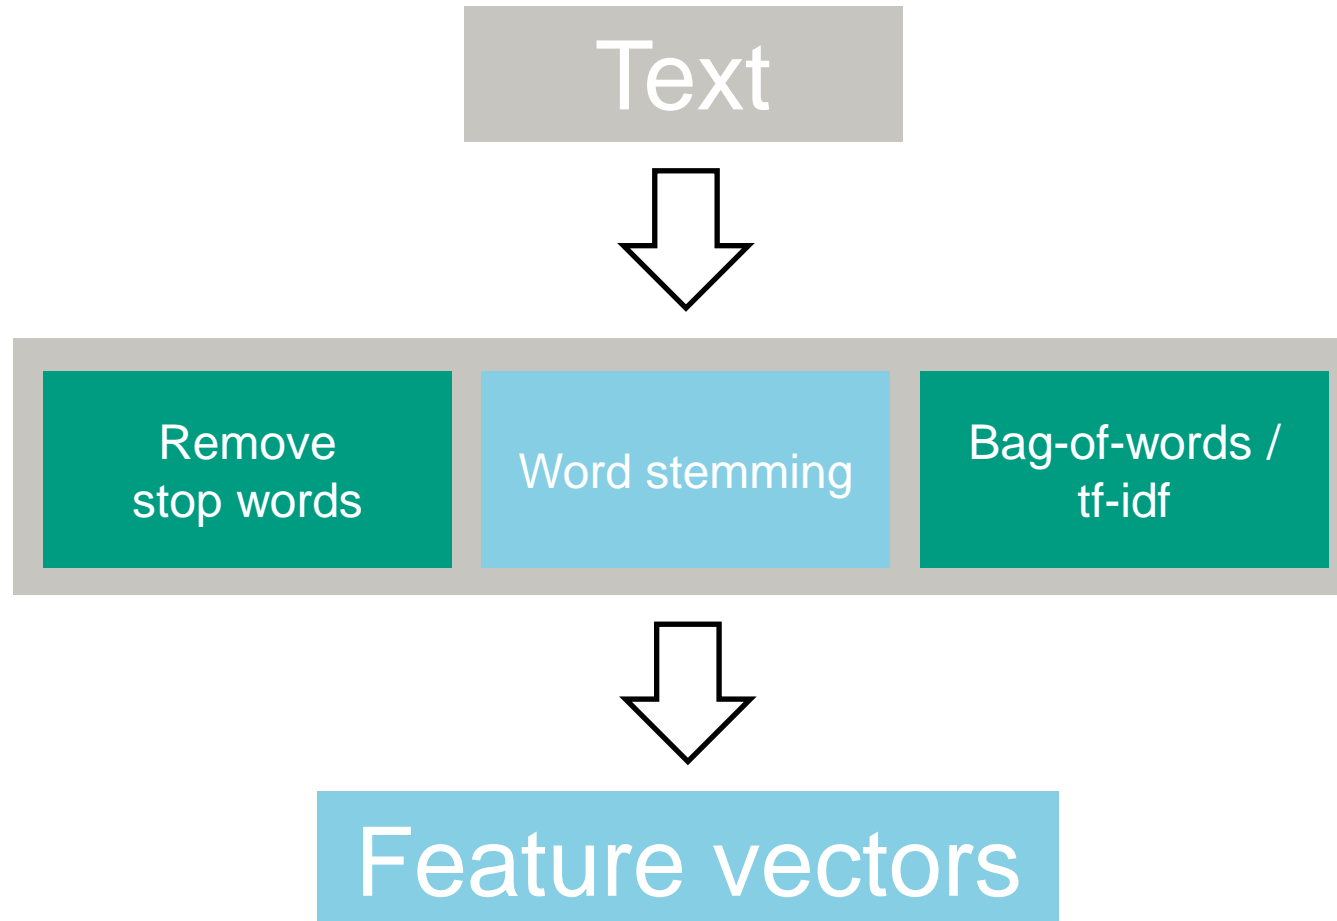 Text
Remove
stop words
Word stemming
Bag-of-words /
tf-idf
Feature vectors